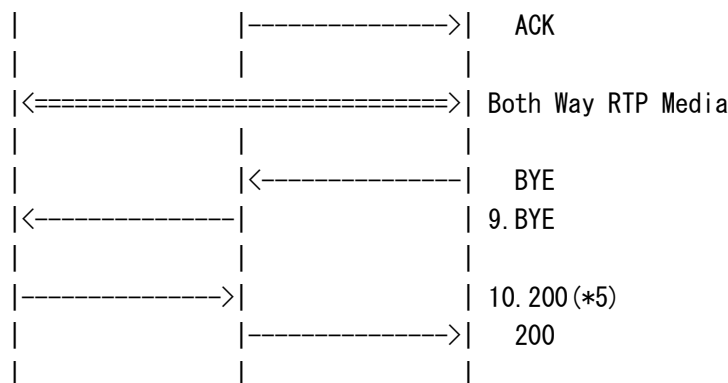 |                |--------------->|   ACK
|                |                |
|<===============================>| Both Way RTP Media
|                |                |
|                |<---------------|   BYE
|<---------------|                | 9.BYE
|                |                |
|--------------->|                | 10.200(*5)
|                |--------------->|   200
|                |                |